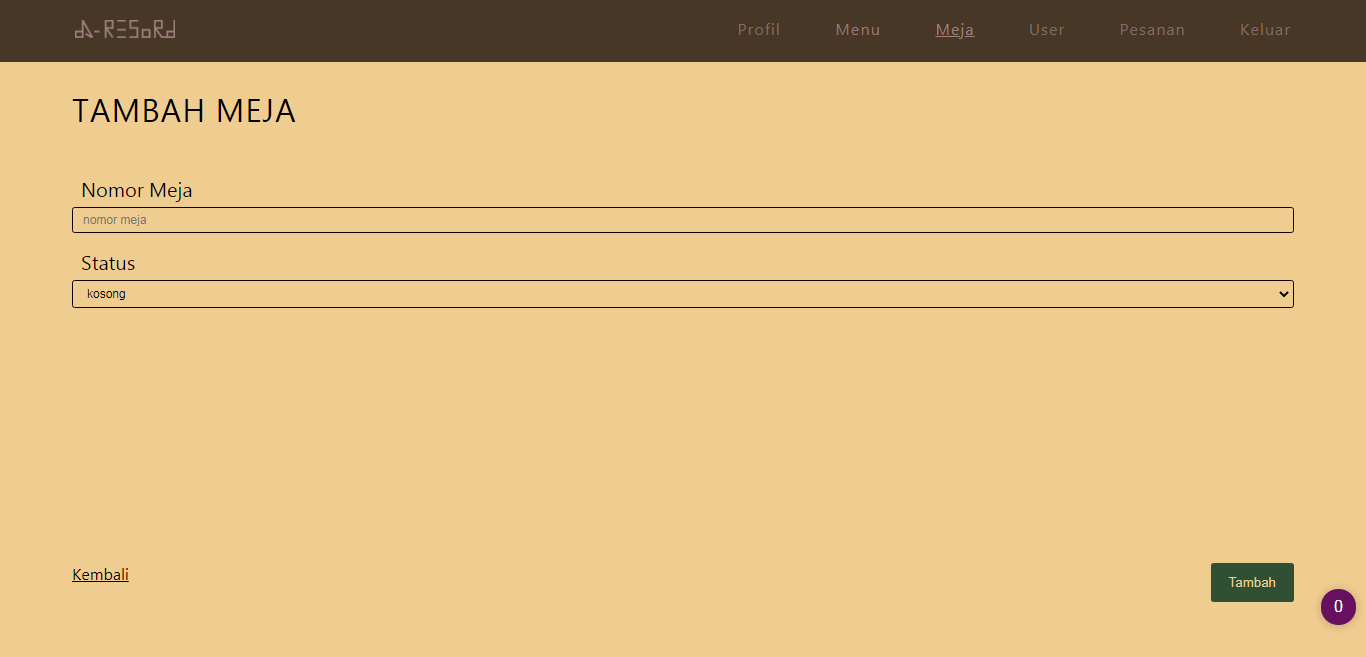 d-RESoRd
Profil Menu Meja User Pesanan Keluar
TAMBAH MEJA
Nomor Meja
nomor meja
Status
kosong
Kembali
Tambah
0